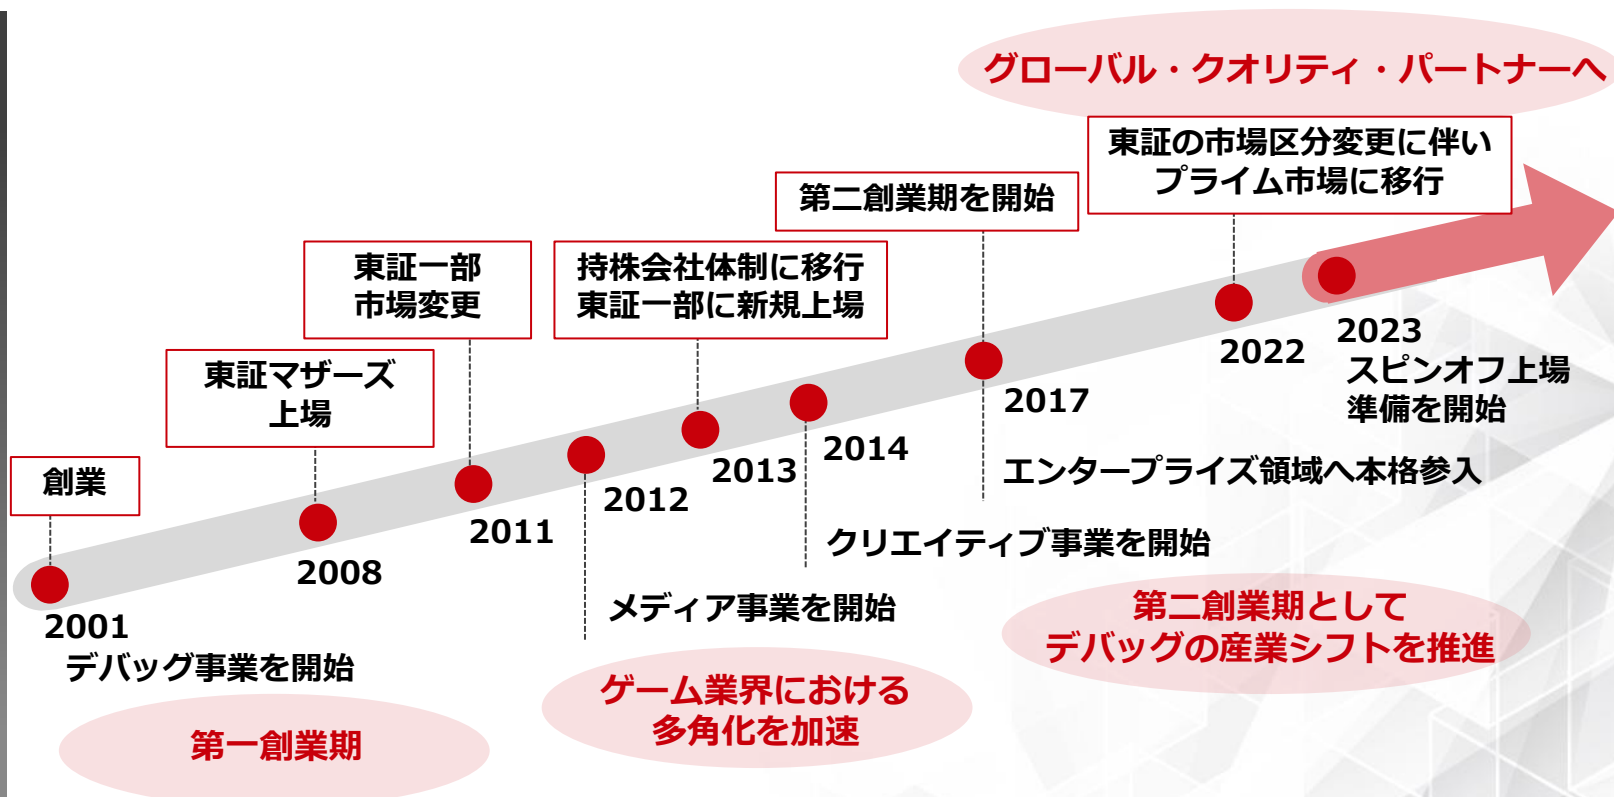 グローバル・クオリティ・パートナーへ
東証の市場区分変更に伴い
プライム市場に移行
第二創業期を開始
東証一部
市場変更
持株会社体制に移行
東証一部に新規上場
東証マザーズ
上場
創業
2001
デバッグ事業を開始
2008
2011
2012
メディア事業を開始
2013
2014
クリエイティブ事業を開始
2017
エンタープライズ領域へ本格参入
2022
2023
スピンオフ上場
準備を開始
第一創業期
ゲーム業界における
多角化を加速
第二創業期として
デバッグの産業シフトを推進